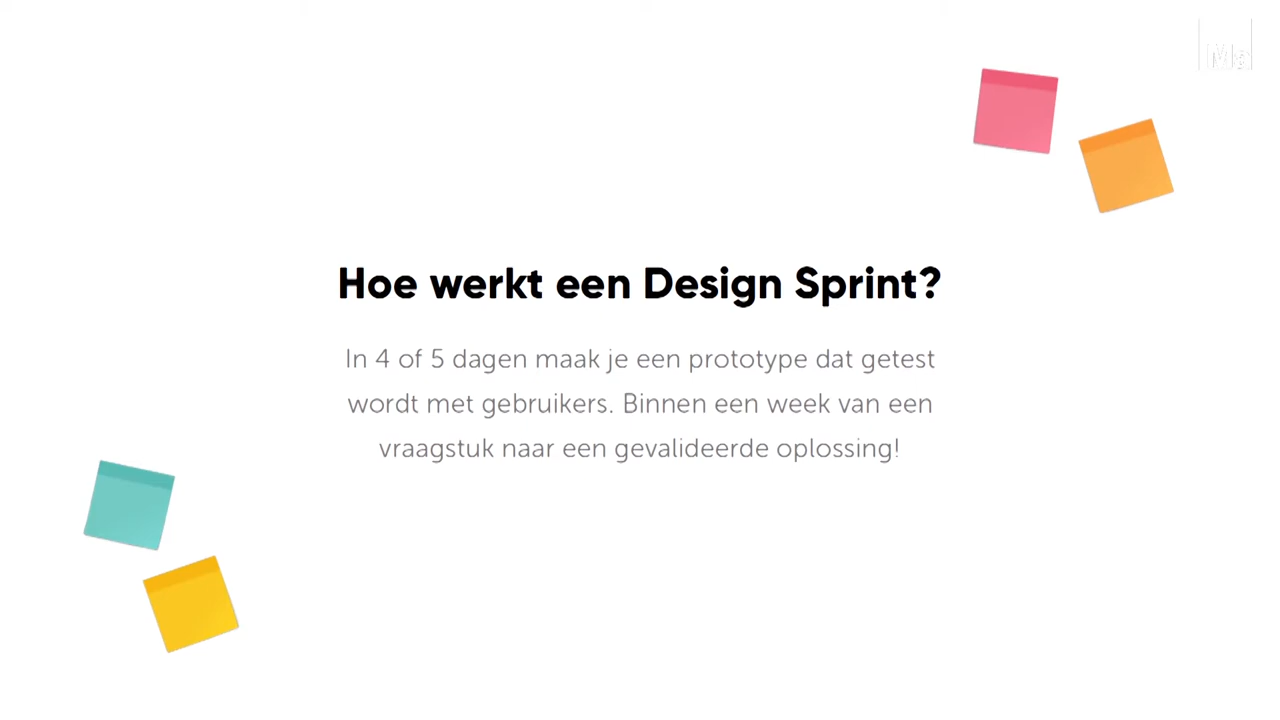 Hoe werkt een Design Sprint?
In 4 of 5 dagen maak je een prototype dat getest
wordt met gebruikers. Binnen een week van een
vraagstuk naar een gevalideerde oplossing!